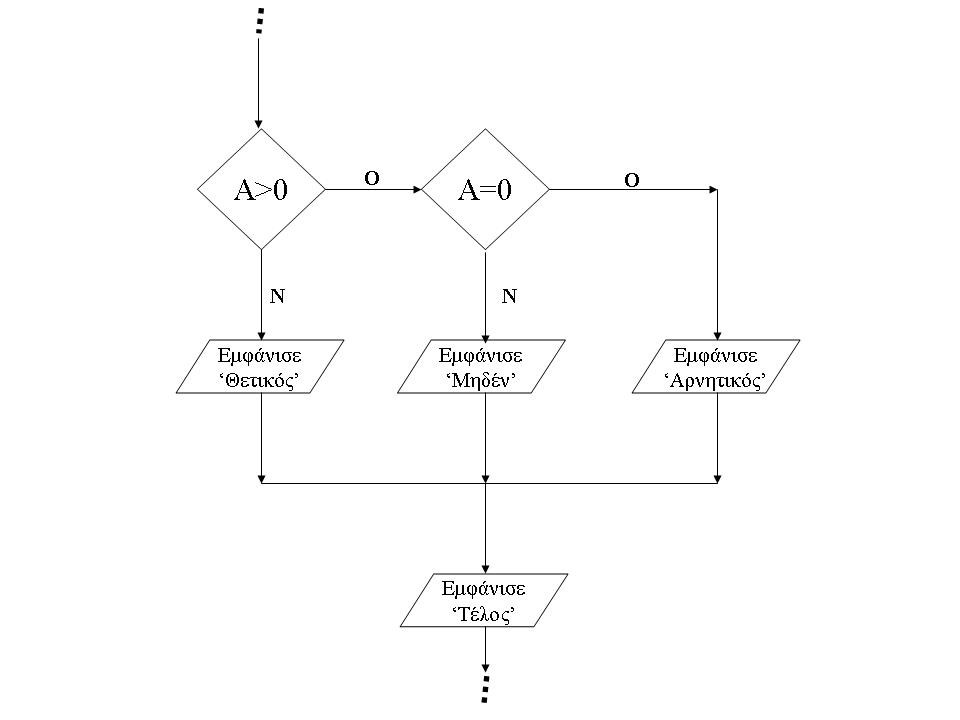 Α>0
Ο
Α=0
Ο
Ν
Ν
Εμφάνισε
‘Θετικός’
Εμφάνισε
‘Μηδέν’
Εμφάνισε
‘Αρνητικός’
Εμφάνισε
‘Τέλος’